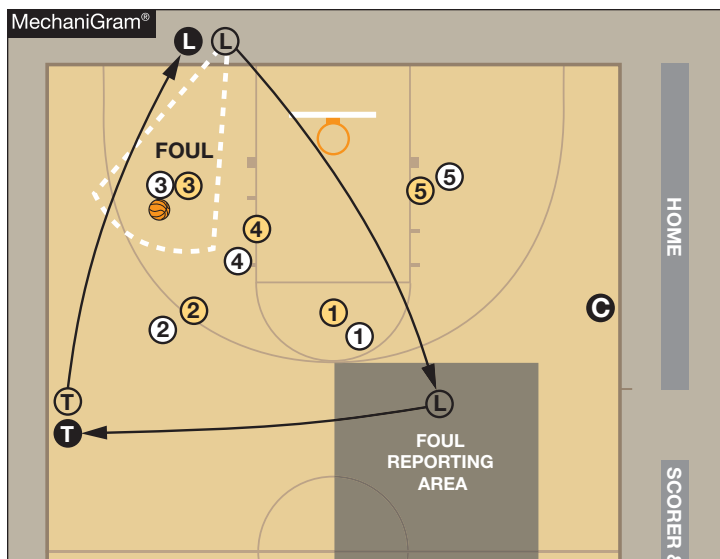 MechaniGram®
L L
FOUL
3 3
5 5
4
4
HOME
2 2
1 1
C
T
L
T
FOUL
REPORTING
AREA
SCORER &